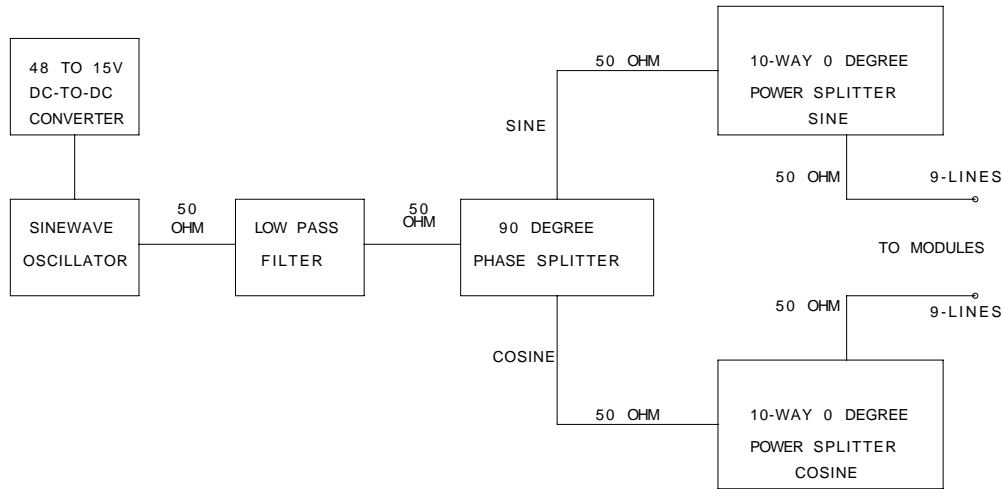 48 TO 15V
DC-TO-DC
CONVERTER
SINEWAVE
OSCILLATOR
50
OHM
LOW PASS
FILTER
50
OHM
90 DEGREE
PHASE SPLITTER
SINE
COSINE
50 OHM
10-WAY 0 DEGREE
POWER SPLITTER
SINE
50 OHM
9-LINES
TO MODULES
50 OHM
9-LINES
50 OHM
10-WAY 0 DEGREE
POWER SPLITTER
COSINE